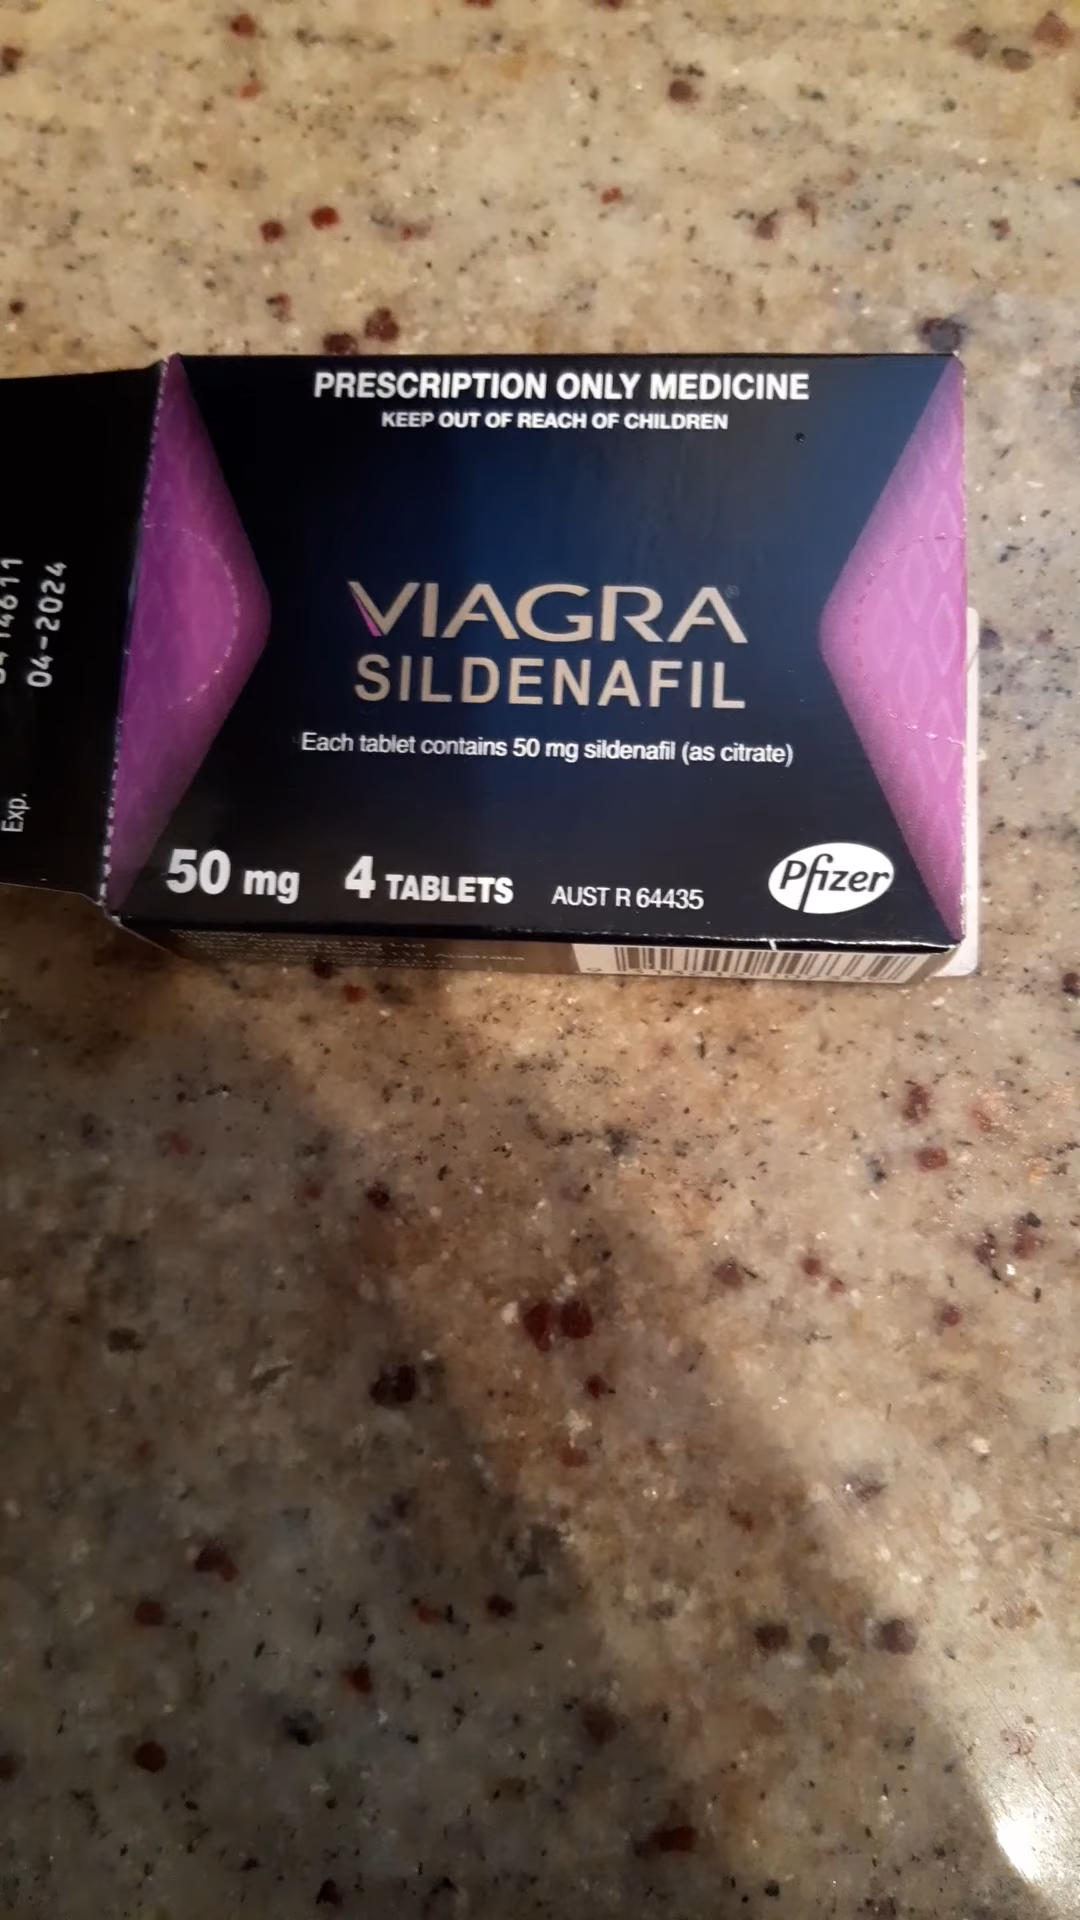 PRESCRIPTION ONLY MEDICINE
KEEP OUT OF REACH OF CHILDREN
VIAGRA®
SILDENAFIL
Each tablet contains 50 mg sildenafil (as citrate)
50 mg 4 TABLETS AUST R 64435 Pfizer
04-2024
Exp.
Australia